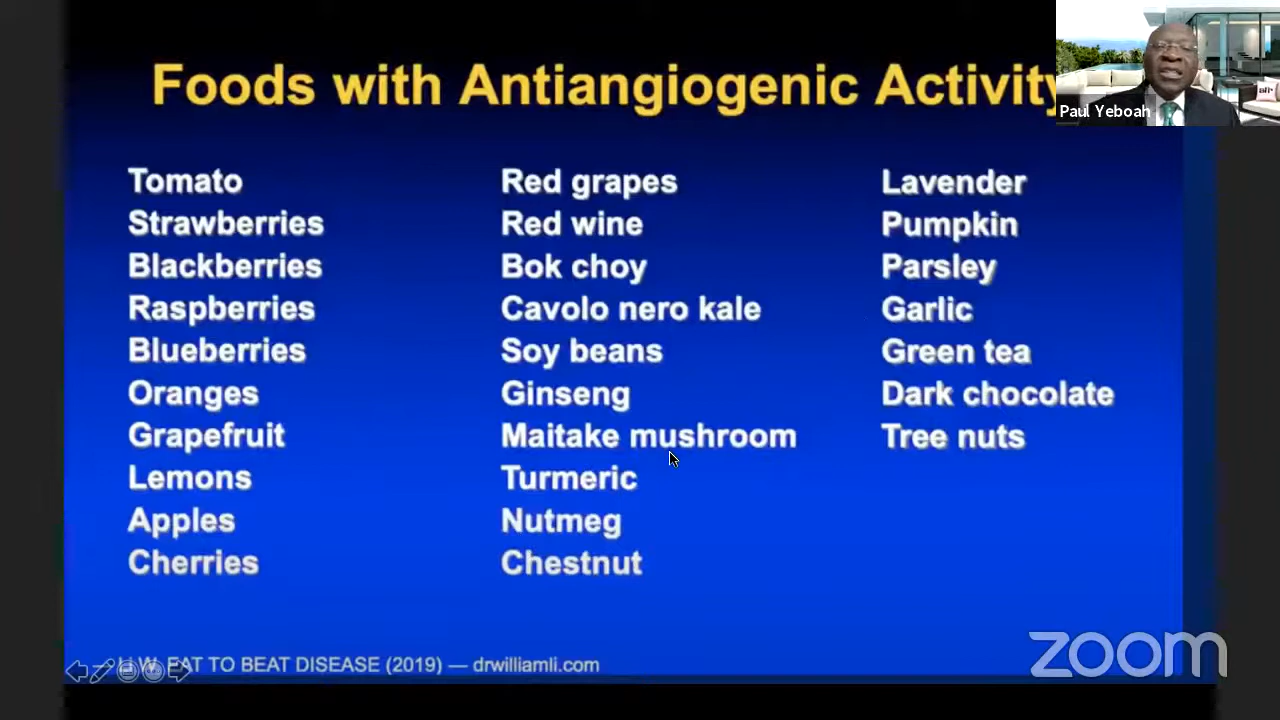 Foods with Antiangiogenic Activity
Paul Yeboah
Tomato
Strawberries
Blackberries
Raspberries
Blueberries
Oranges
Grapefruit
Lemons
Apples
Cherries
Red grapes
Red wine
Bok choy
Cavolo nero kale
Soy beans
Ginseng
Maitake mushroom
Turmeric
Nutmeg
Chestnut
Lavender
Pumpkin
Parsley
Garlic
Green tea
Dark chocolate
Tree nuts
EAT TO BEAT DISEASE (2019) — drwilliamli.com
zoom